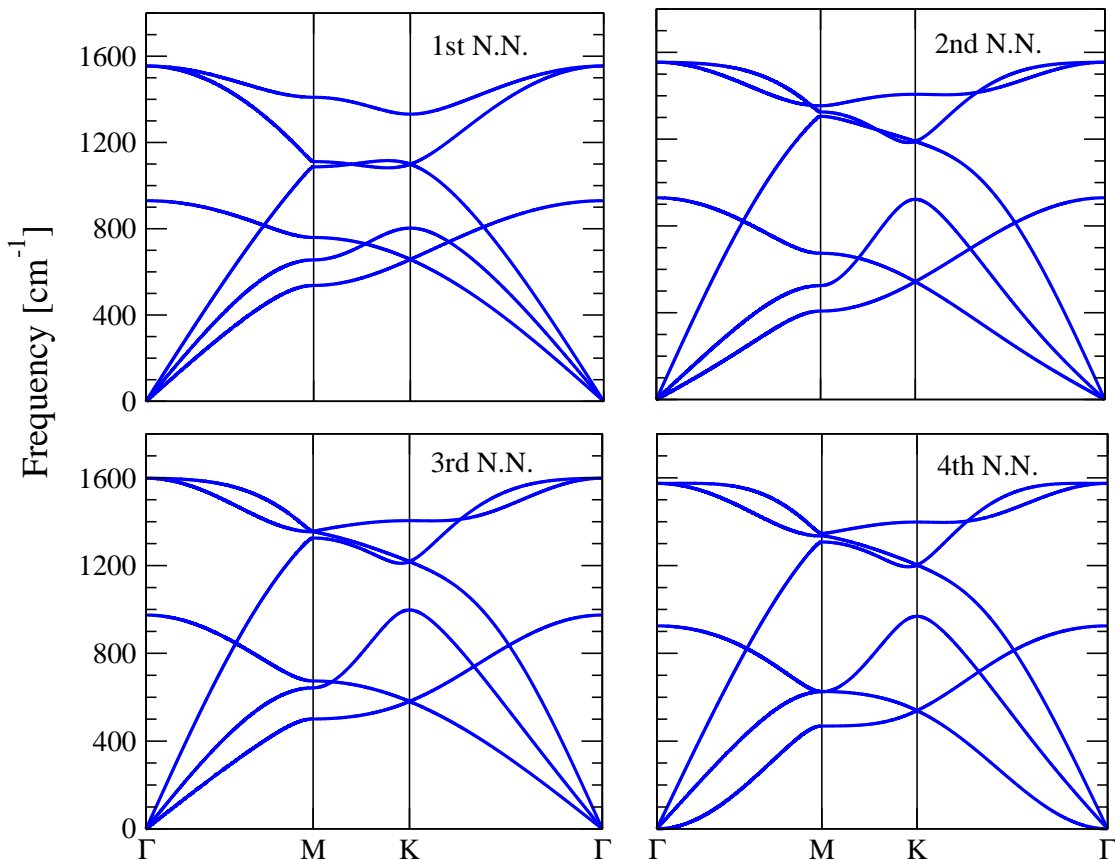 1st N.N.
2nd N.N.
1600
1200
800
400
0
Frequency [cm⁻¹]
3rd N.N.
4th N.N.
1600
1200
800
400
0
Γ M K Γ
Γ M K Γ